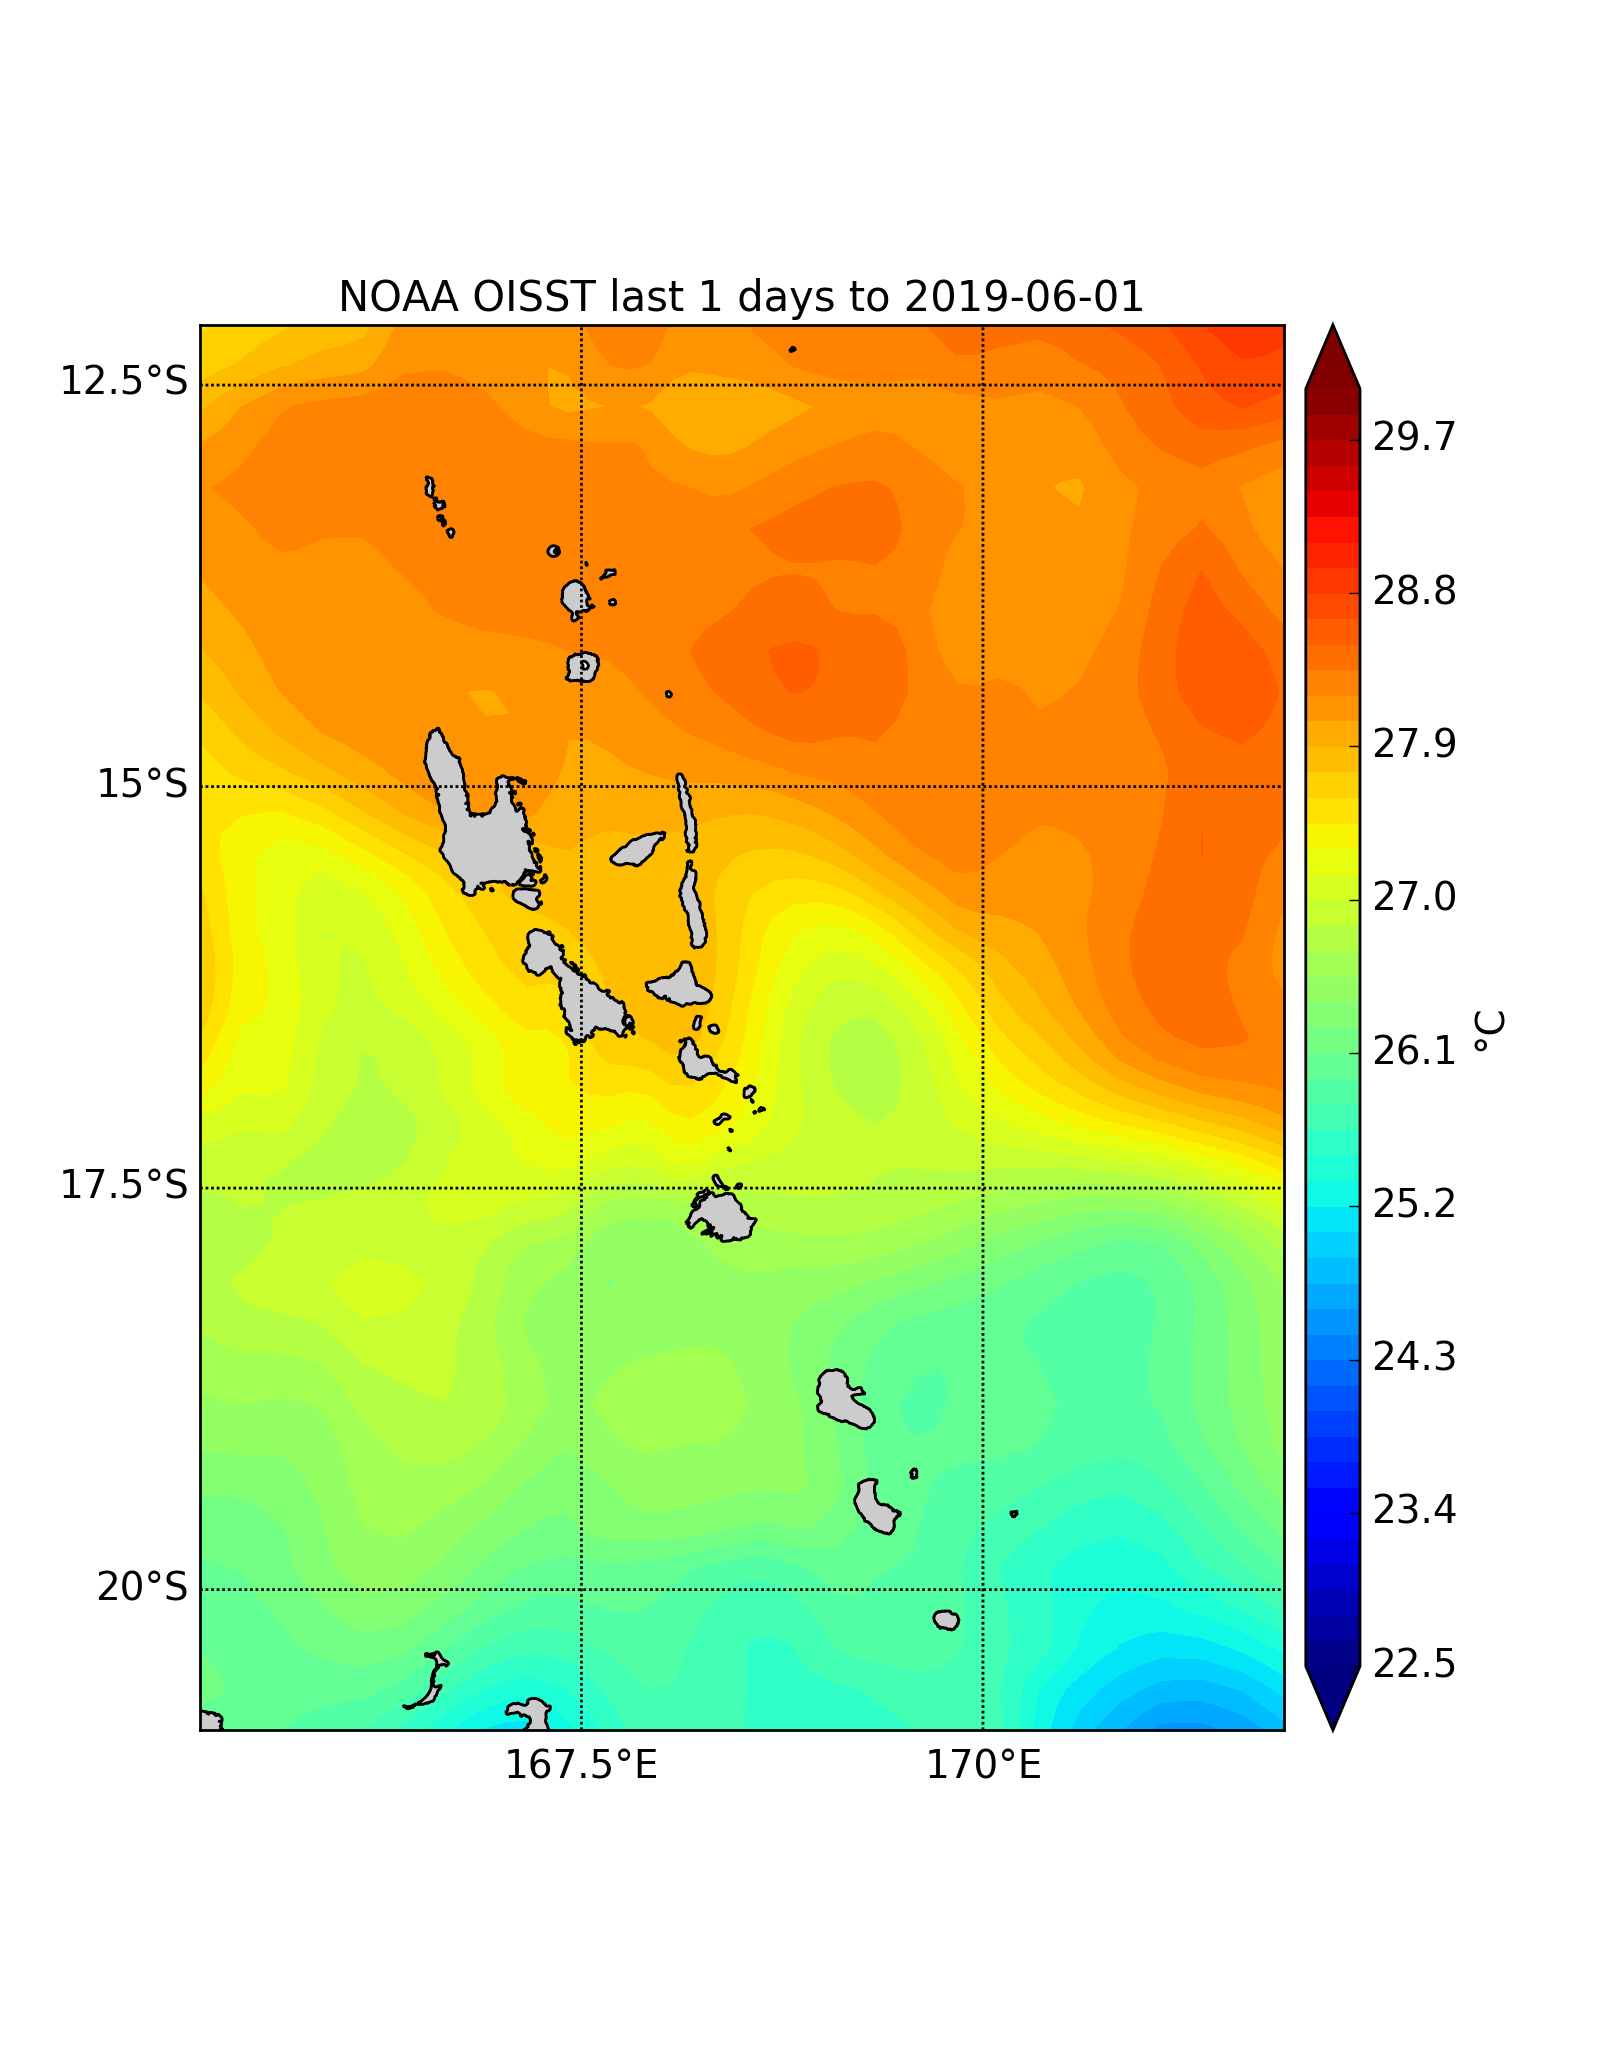 NOAA OISST last 1 days to 2019-06-01
12.5°S
15°S
17.5°S
20°S
167.5°E
170°E
29.7
28.8
27.9
27.0
26.1
25.2
24.3
23.4
22.5
°C